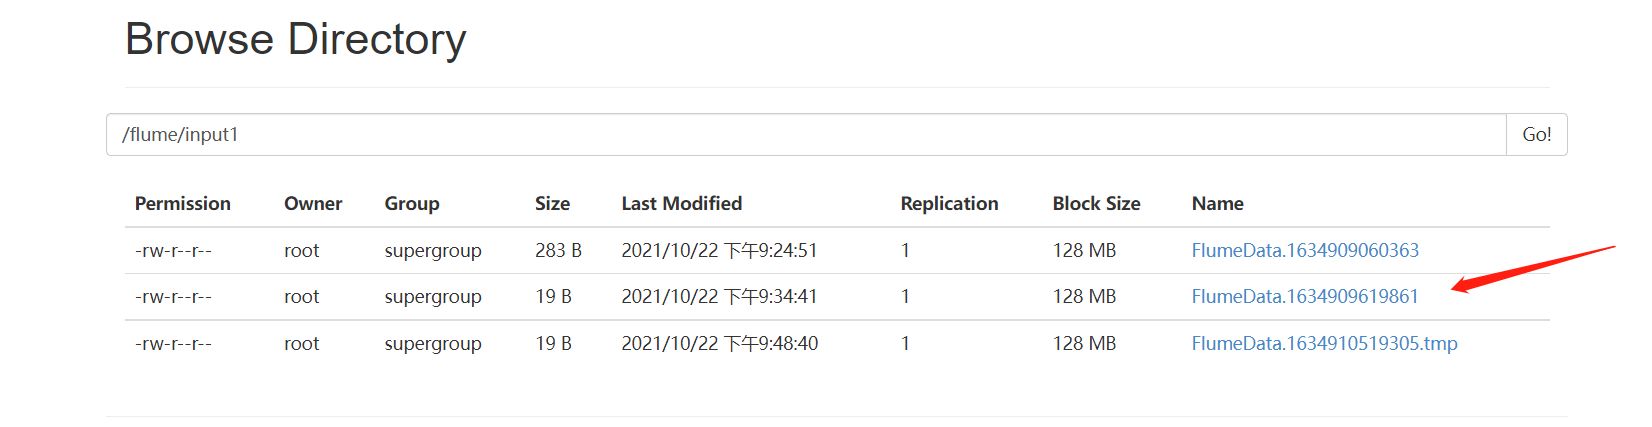 Browse Directory
/flume/input1 Go!
Permission Owner Group Size Last Modified Replication Block Size Name
-rw-r--r-- root supergroup 283 B 2021/10/22 下午9:24:51 1 128 MB FlumeData.1634909060363
-rw-r--r-- root supergroup 19 B 2021/10/22 下午9:34:41 1 128 MB FlumeData.1634909619861
-rw-r--r-- root supergroup 19 B 2021/10/22 下午9:48:40 1 128 MB FlumeData.1634910519305.tmp